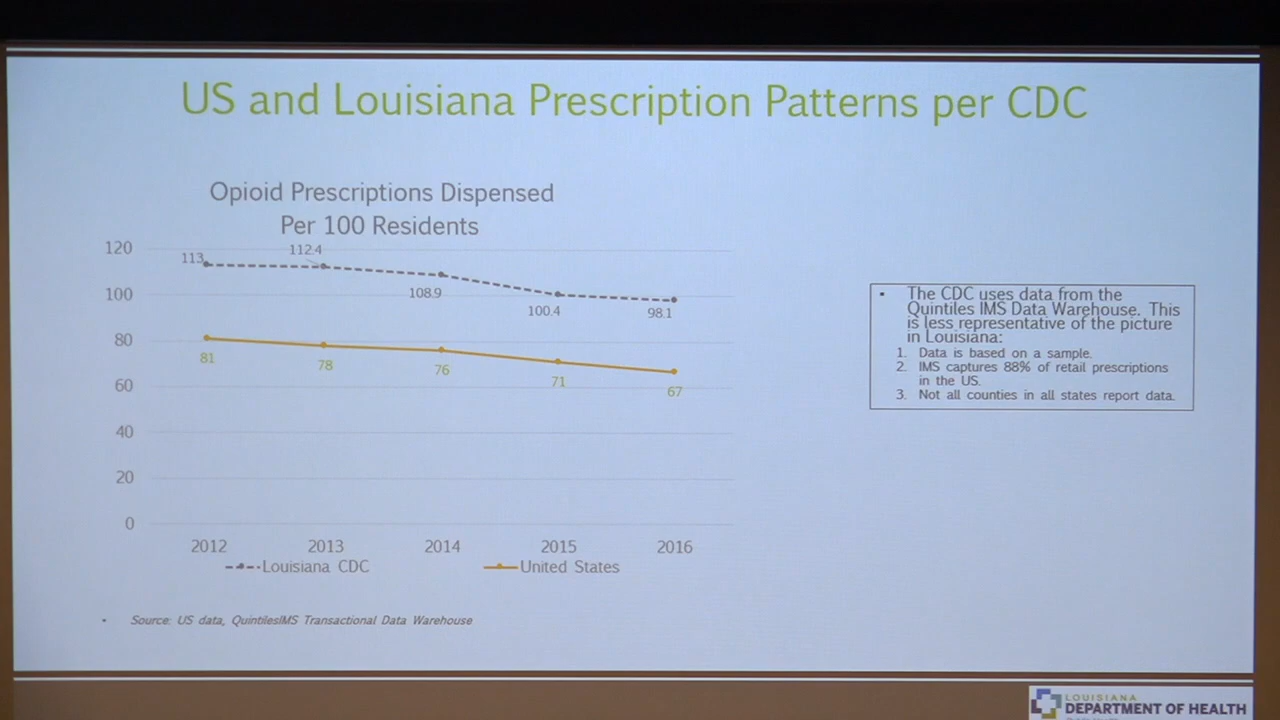 US and Louisiana Prescription Patterns per CDC
Opioid Prescriptions Dispensed
Per 100 Residents
120
100
80
60
40
20
0
113
112.4
108.9
100.4
98.1
81
78
76
71
67
2012
2013
2014
2015
2016
Louisiana CDC
United States
• Source: US data, QuintilesIMS Transactional Data Warehouse
• The CDC uses data from the
Quintiles IMS Data Warehouse. This
is less representative of the picture
in Louisiana:
1. Data is based on a sample.
2. IMS captures 88% of retail prescriptions
in the US.
3. Not all counties in all states report data.
LOUISIANA
DEPARTMENT OF HEALTH